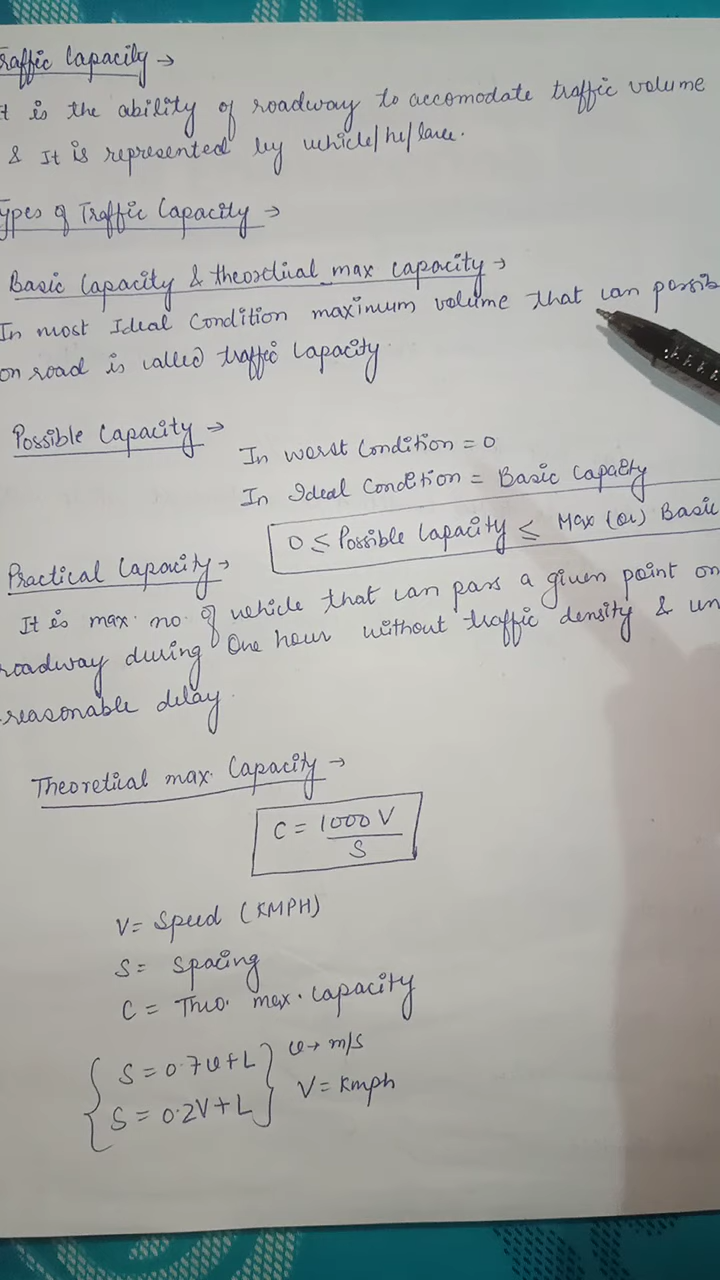 raffic Capacity →
t is the ability of roadway to accomodate traffic volume
& It is represented by vehicle/hr/lane.
ypes of Traffic Capacity →
Basic Capacity & theoretical max capacity →
In most Ideal Condition maximum volume that can possib
on road is called traffic Capacity
Possible Capacity →
In worst Condition = 0
In Ideal Condition = Basic Capacity
0 ≤ Possible Capacity ≤ Max (or) Basic
Practical Capacity →
It is max. no. of vehicle that can pass a given point on
roadway during One hour without traffic density & un
reasonable delay.
Theoretical max. Capacity →
C = 1000 V
S
V = Speed (KMPH)
S = Spacing
C = Theo. max. capacity
S = 0.7v + L v → m/s
S = 0.2V + L V = Kmph